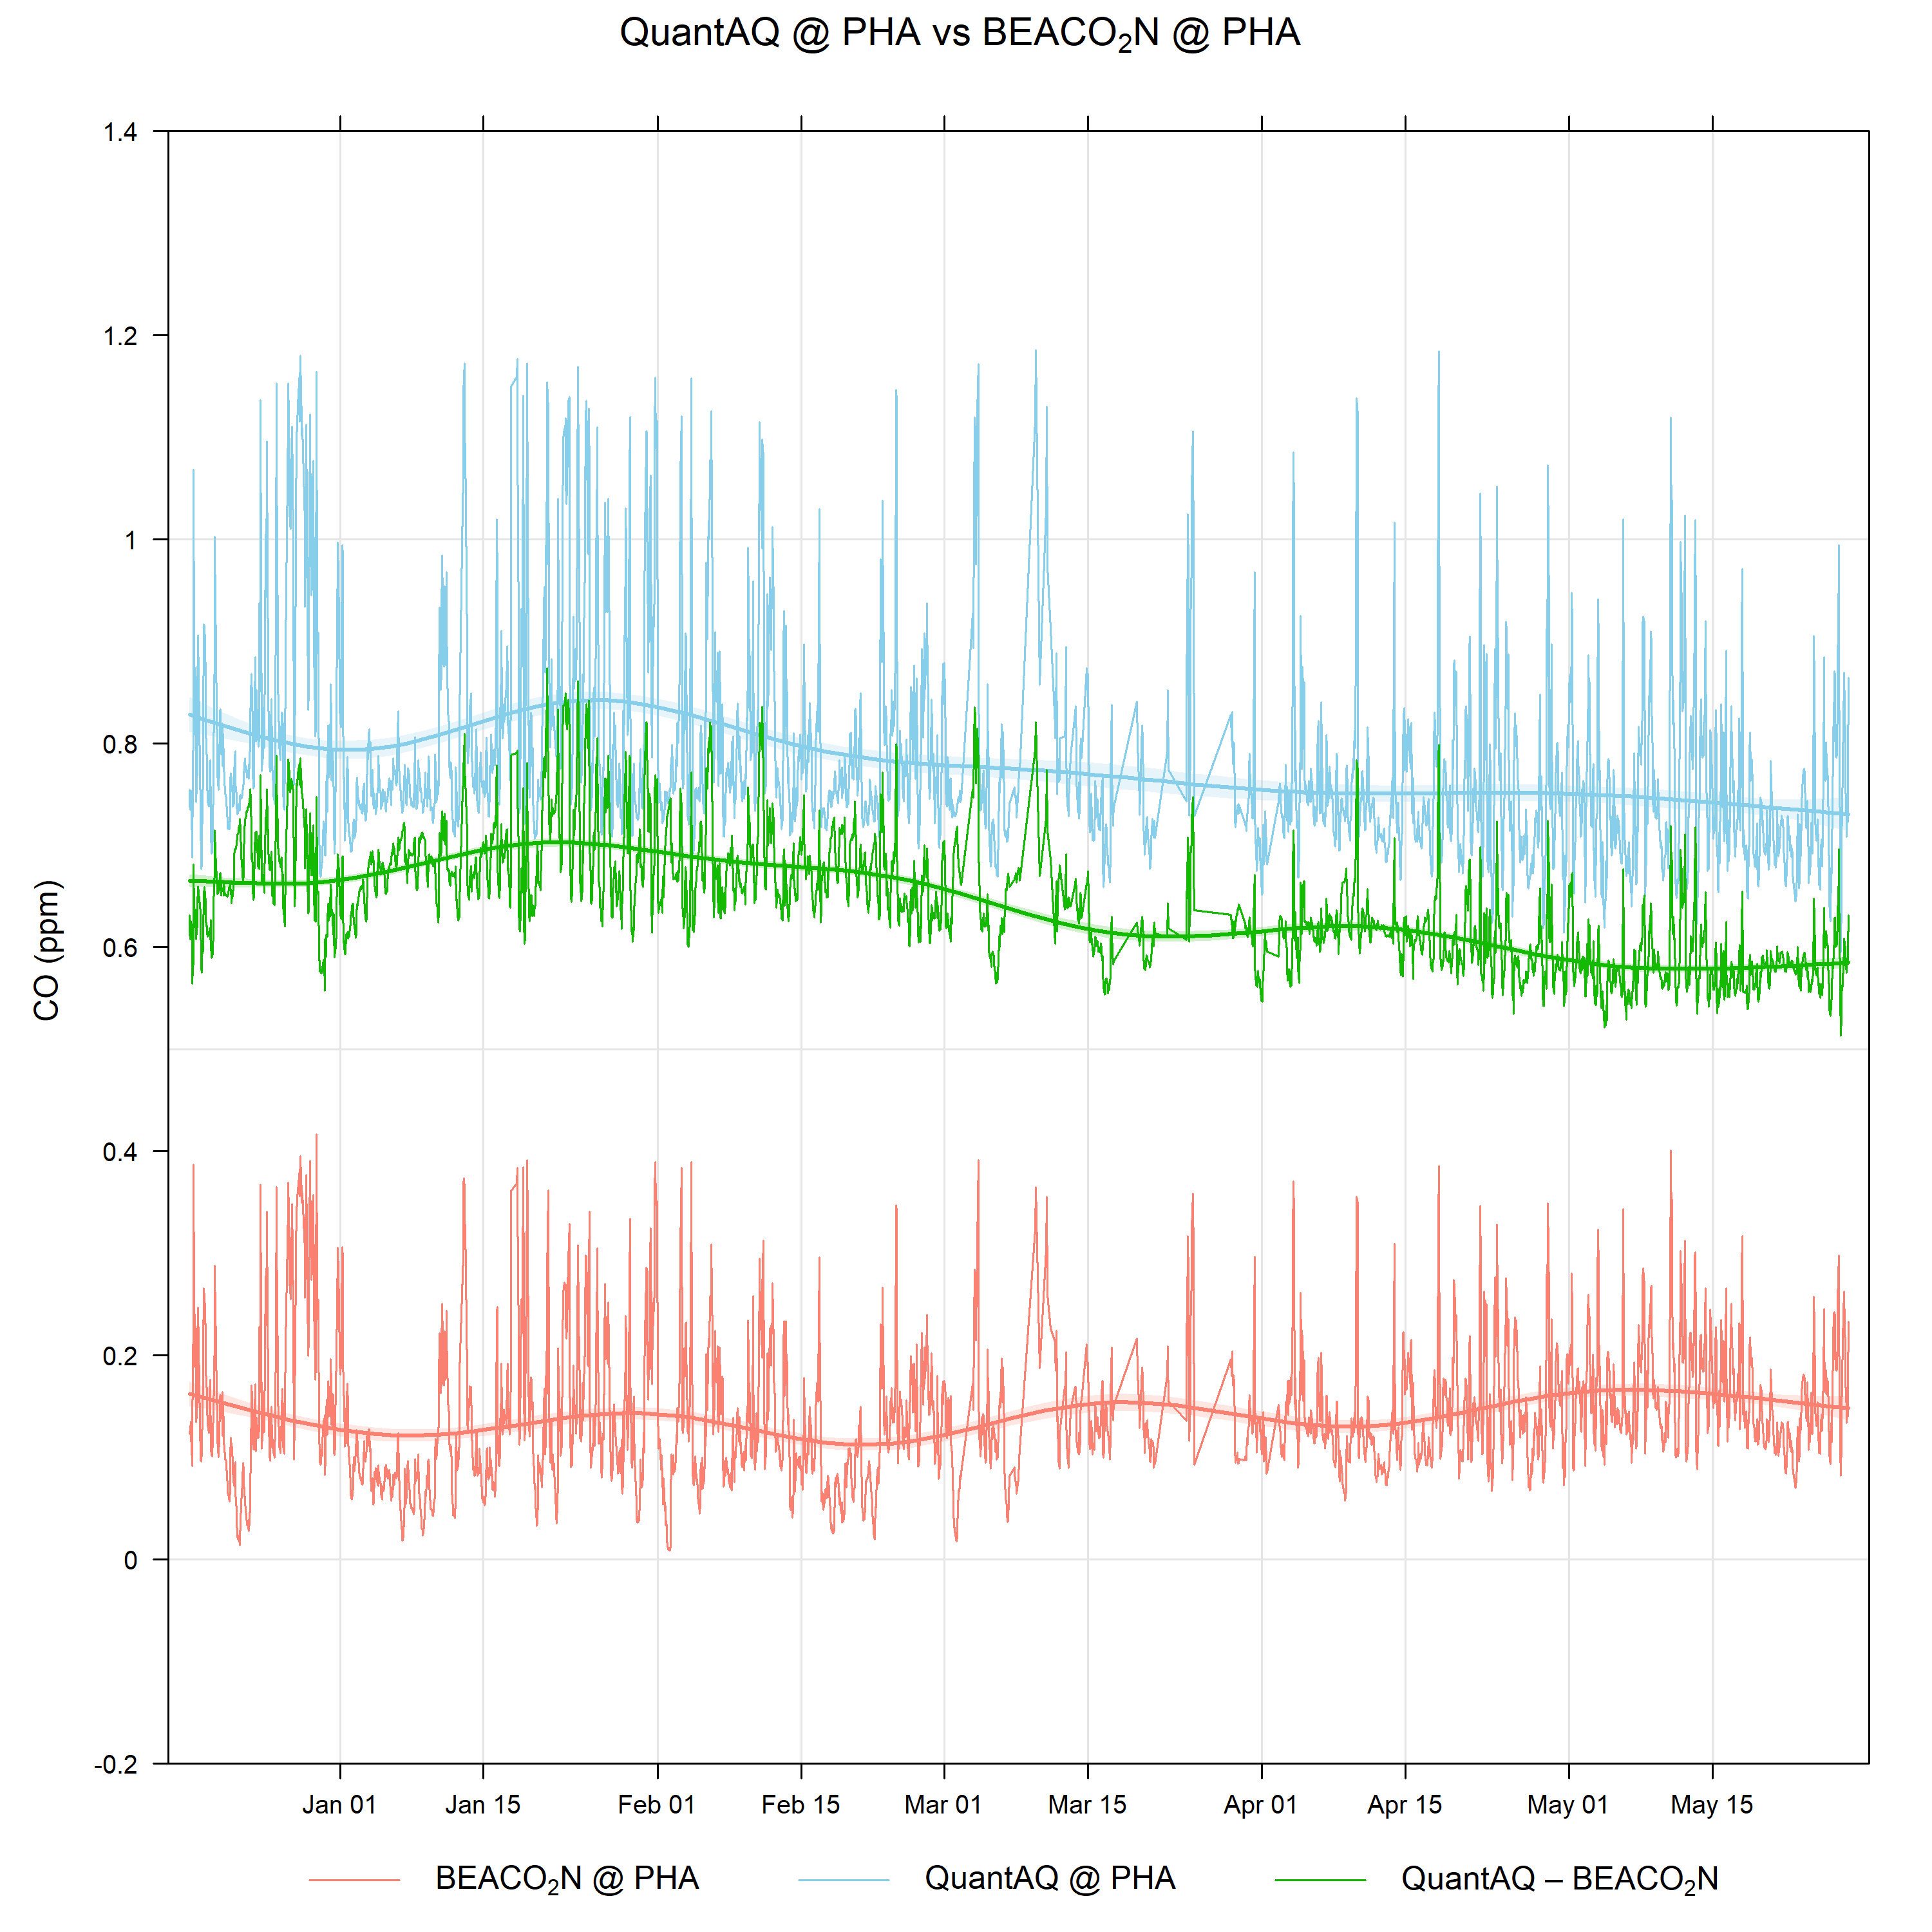 QuantAQ @ PHA vs BEACO₂N @ PHA
1.4
1.2
1
0.8
0.6
0.4
0.2
0
-0.2
CO (ppm)
Jan 01 Jan 15 Feb 01 Feb 15 Mar 01 Mar 15 Apr 01 Apr 15 May 01 May 15
BEACO₂N @ PHA QuantAQ @ PHA QuantAQ – BEACO₂N